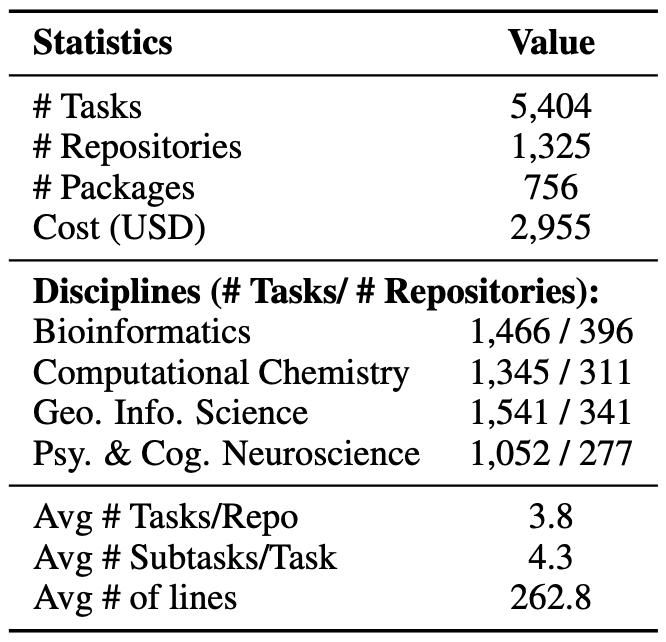 Statistics Value
# Tasks 5,404
# Repositories 1,325
# Packages 756
Cost (USD) 2,955
Disciplines (# Tasks/ # Repositories):
Bioinformatics 1,466 / 396
Computational Chemistry 1,345 / 311
Geo. Info. Science 1,541 / 341
Psy. & Cog. Neuroscience 1,052 / 277
Avg # Tasks/Repo 3.8
Avg # Subtasks/Task 4.3
Avg # of lines 262.8